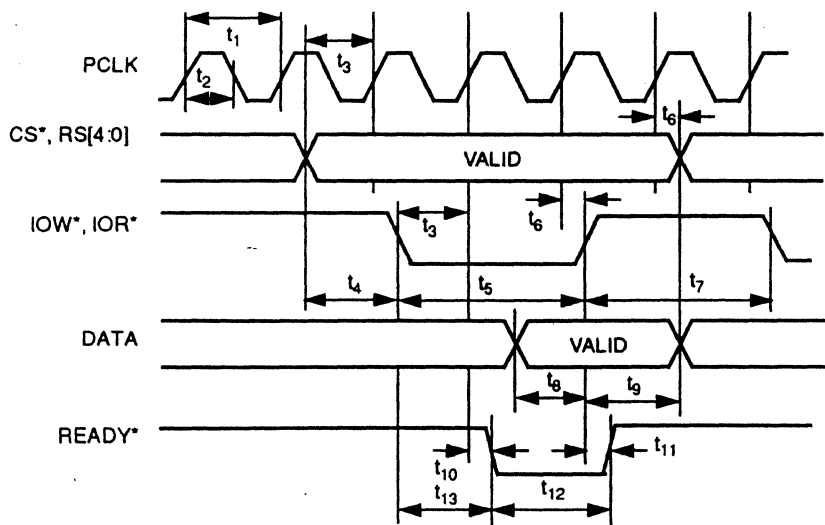 t1
t3
PCLK
t2
t6
CS*, RS[4:0]
VALID
IOW*, IOR*
t3
t6
t4
t5
t7
DATA
VALID
t8
t9
READY*
t10
t11
t13
t12